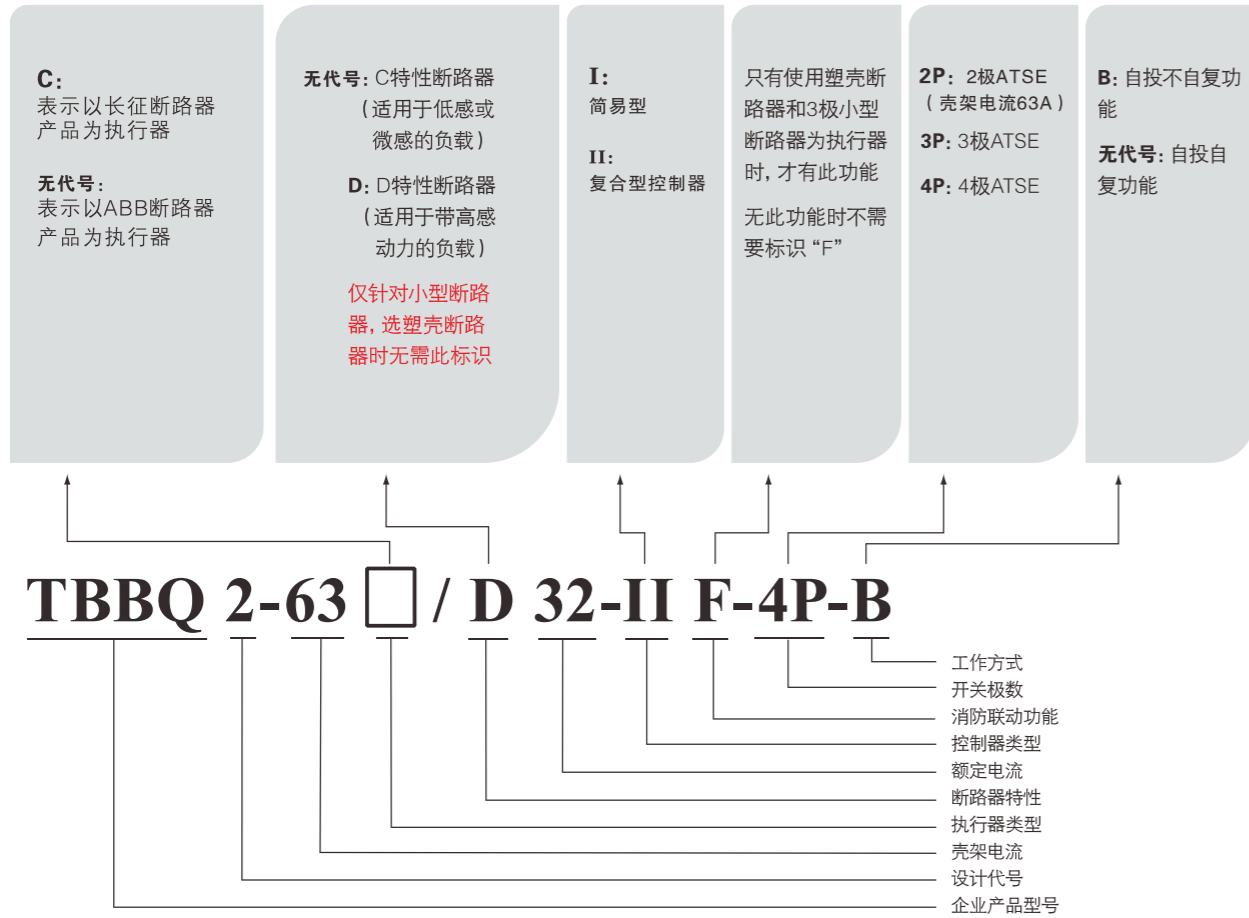 C:
表示以长征断路器
产品为执行器
无代号:
表示以ABB断路器
产品为执行器
无代号: C特性断路器
(适用于低感或
微感的负载)
D: D特性断路器
(适用于带高感
动力的负载)
仅针对小型断路
器, 选塑壳断路
器时无需此标识
I:
简易型
II:
复合型控制器
只有使用塑壳断
路器和3极小型
断路器为执行器
时, 才有此功能
无此功能时不需
要标识 “F”
2P: 2极ATSE
(壳架电流63A)
3P: 3极ATSE
4P: 4极ATSE
B: 自投不自复功
能
无代号: 自投自
复功能
TBBQ 2-63 □ / D 32-II F-4P-B
工作方式
开关极数
消防联动功能
控制器类型
额定电流
断路器特性
执行器类型
壳架电流
设计代号
企业产品型号